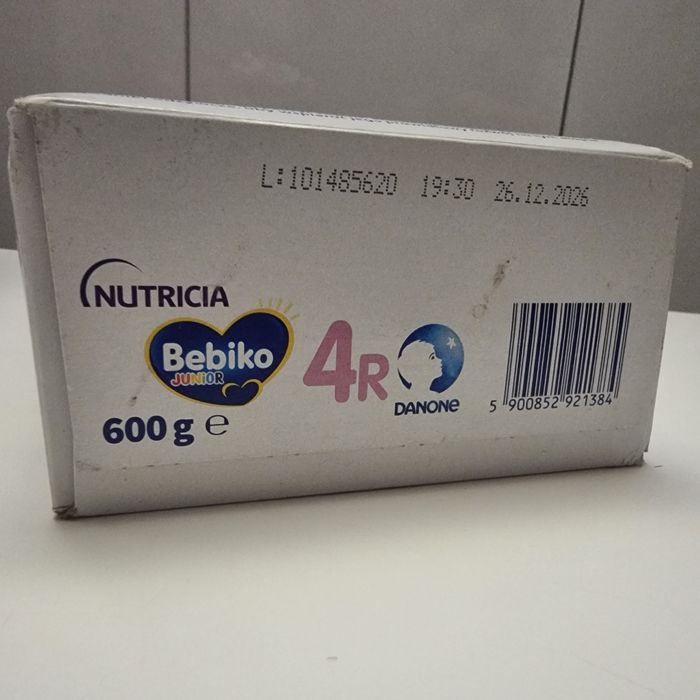 L:101485620 19:30 26.12.2026
NUTRICIA
Bebiko
JUNIOR
4R
DANONE
600 g e
5 900852 921384